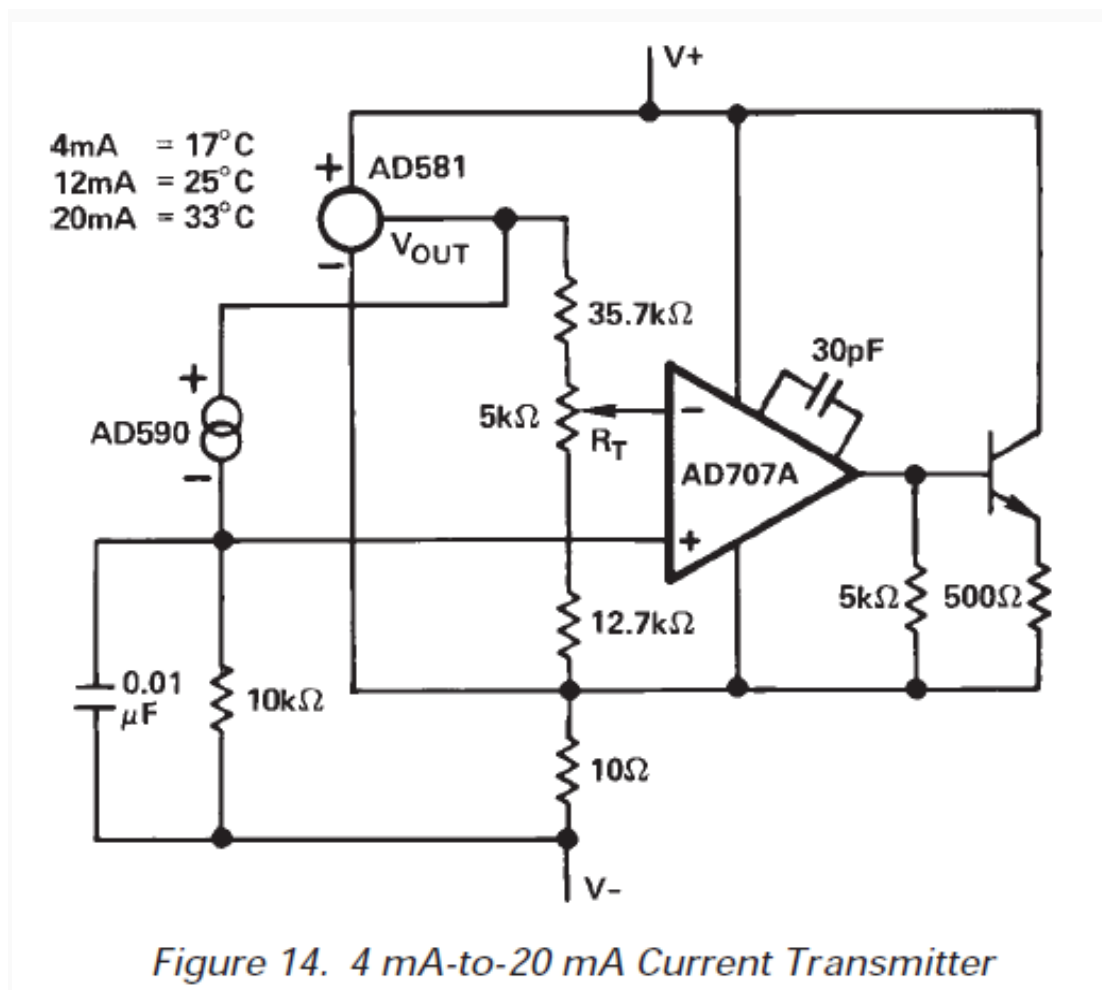 V+
4mA = 17°C
12mA = 25°C
20mA = 33°C
+ AD581
VOUT
−
35.7kΩ
30pF
+
AD590
−
5kΩ
RT
−
AD707A
+
12.7kΩ
5kΩ
500Ω
0.01
μF
10kΩ
10Ω
V−
Figure 14. 4 mA-to-20 mA Current Transmitter